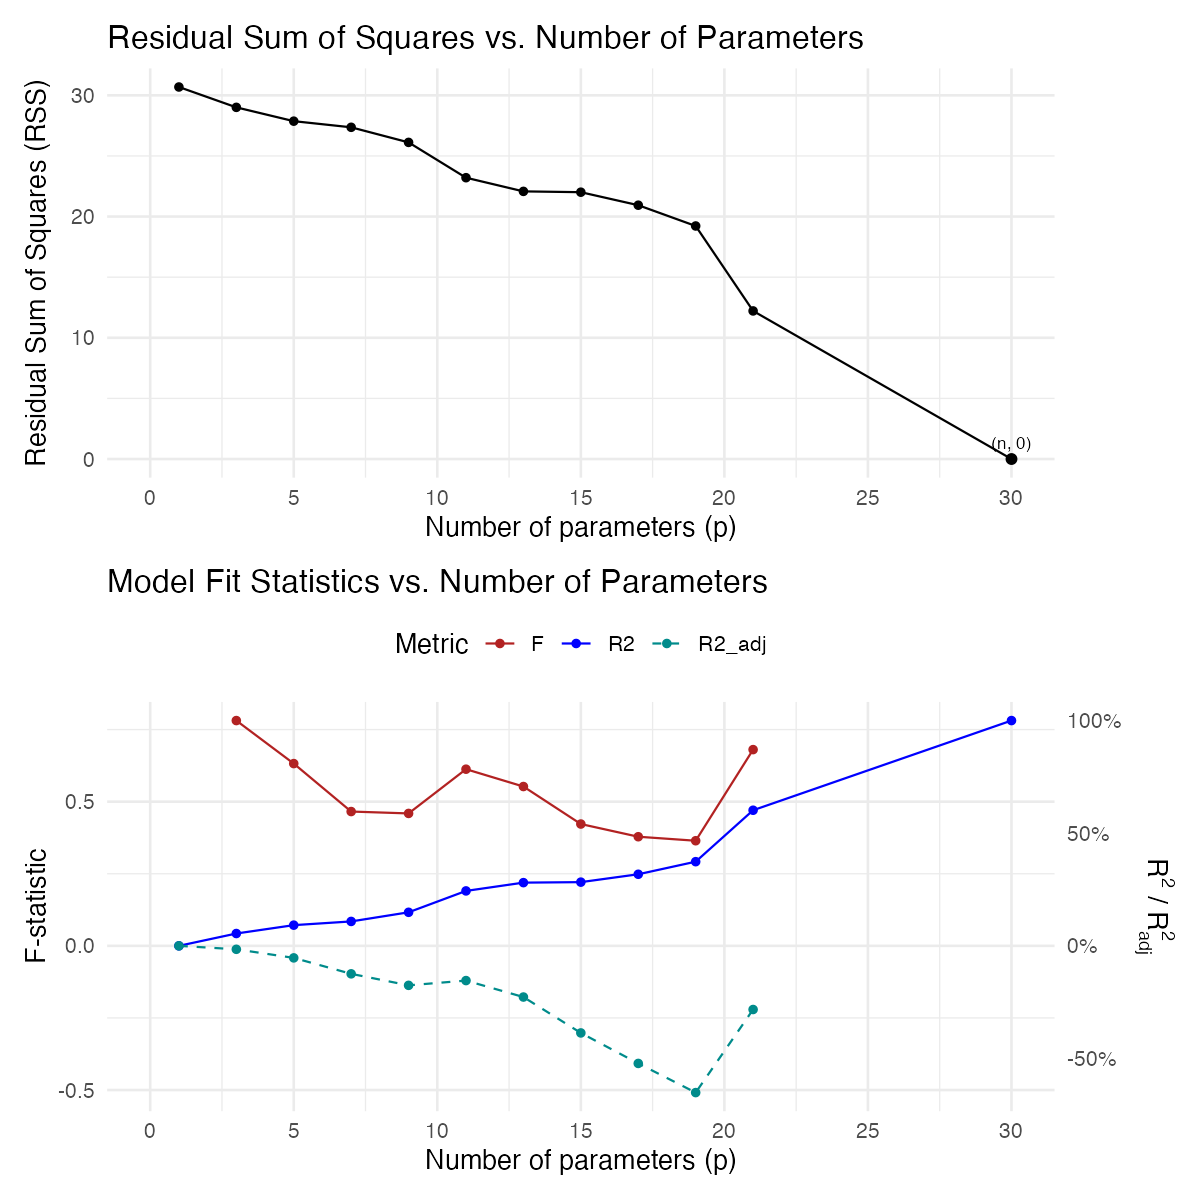 Residual Sum of Squares vs. Number of Parameters
Residual Sum of Squares (RSS)
30
20
10
0
(n, 0)
0 5 10 15 20 25 30
Number of parameters (p)
Model Fit Statistics vs. Number of Parameters
Metric F R2 R2_adj
F-statistic
0.5
0.0
-0.5
100%
50%
0%
-50%
R² / R²adj
0 5 10 15 20 25 30
Number of parameters (p)